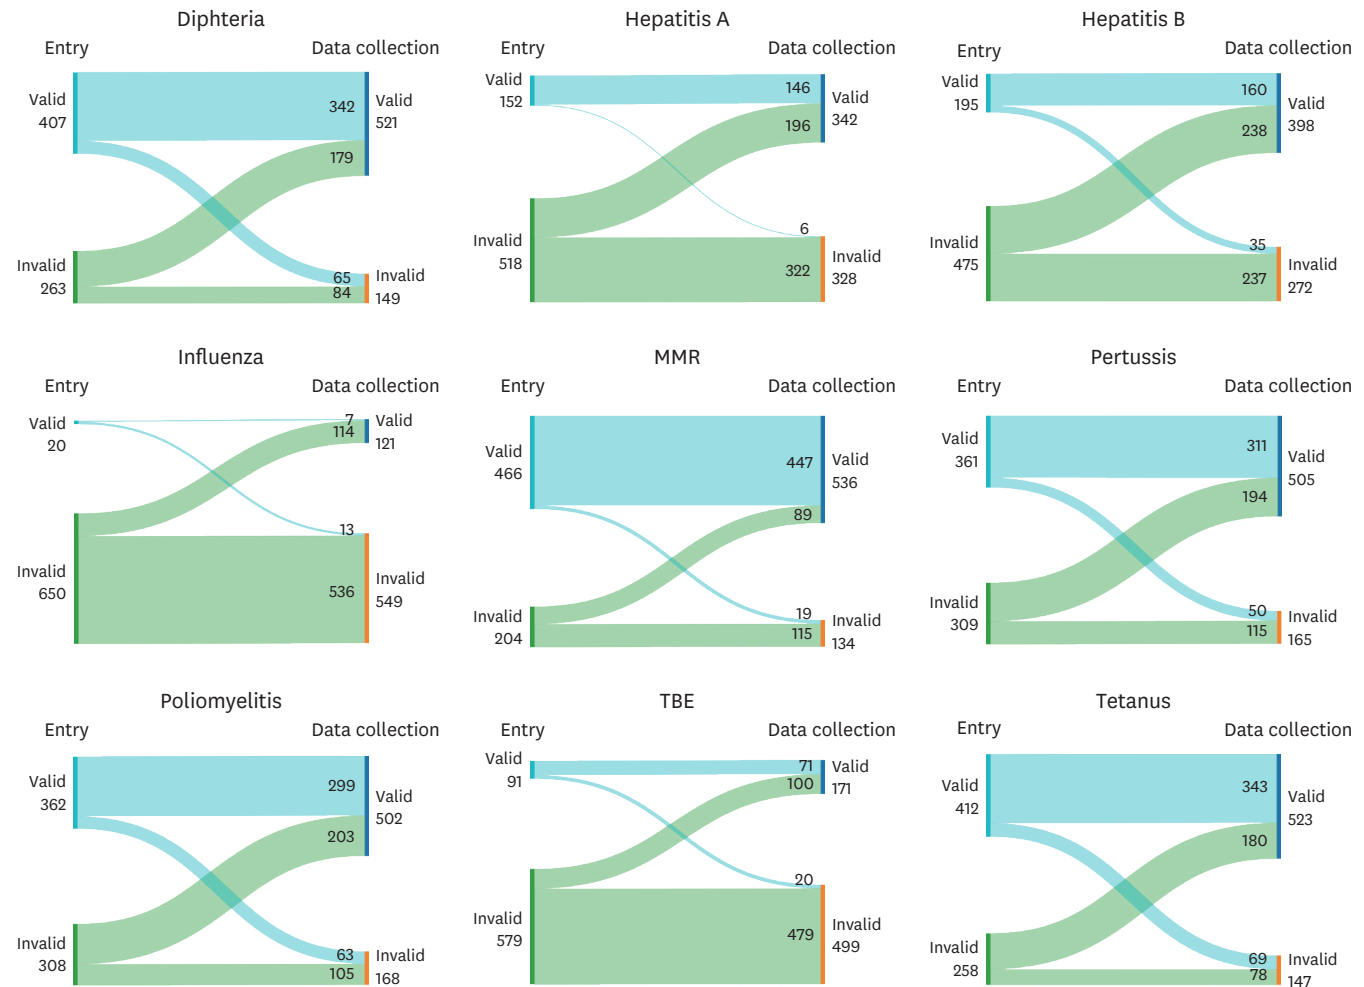 Diphteria
Entry
Data collection
Valid
407
342
179
Valid
521
Invalid
263
65
84
Invalid
149
Hepatitis A
Entry
Data collection
Valid
152
146
196
Valid
342
Invalid
518
6
322
Invalid
328
Hepatitis B
Entry
Data collection
Valid
195
160
238
Valid
398
Invalid
475
35
237
Invalid
272
Influenza
Entry
Data collection
Valid
20
7
114
Valid
121
Invalid
650
13
536
Invalid
549
MMR
Entry
Data collection
Valid
466
447
89
Valid
536
Invalid
204
19
115
Invalid
134
Pertussis
Entry
Data collection
Valid
361
311
194
Valid
505
Invalid
309
50
115
Invalid
165
Poliomyelitis
Entry
Data collection
Valid
362
299
203
Valid
502
Invalid
308
63
105
Invalid
168
TBE
Entry
Data collection
Valid
91
71
100
Valid
171
Invalid
579
20
479
Invalid
499
Tetanus
Entry
Data collection
Valid
412
343
180
Valid
523
Invalid
258
69
78
Invalid
147